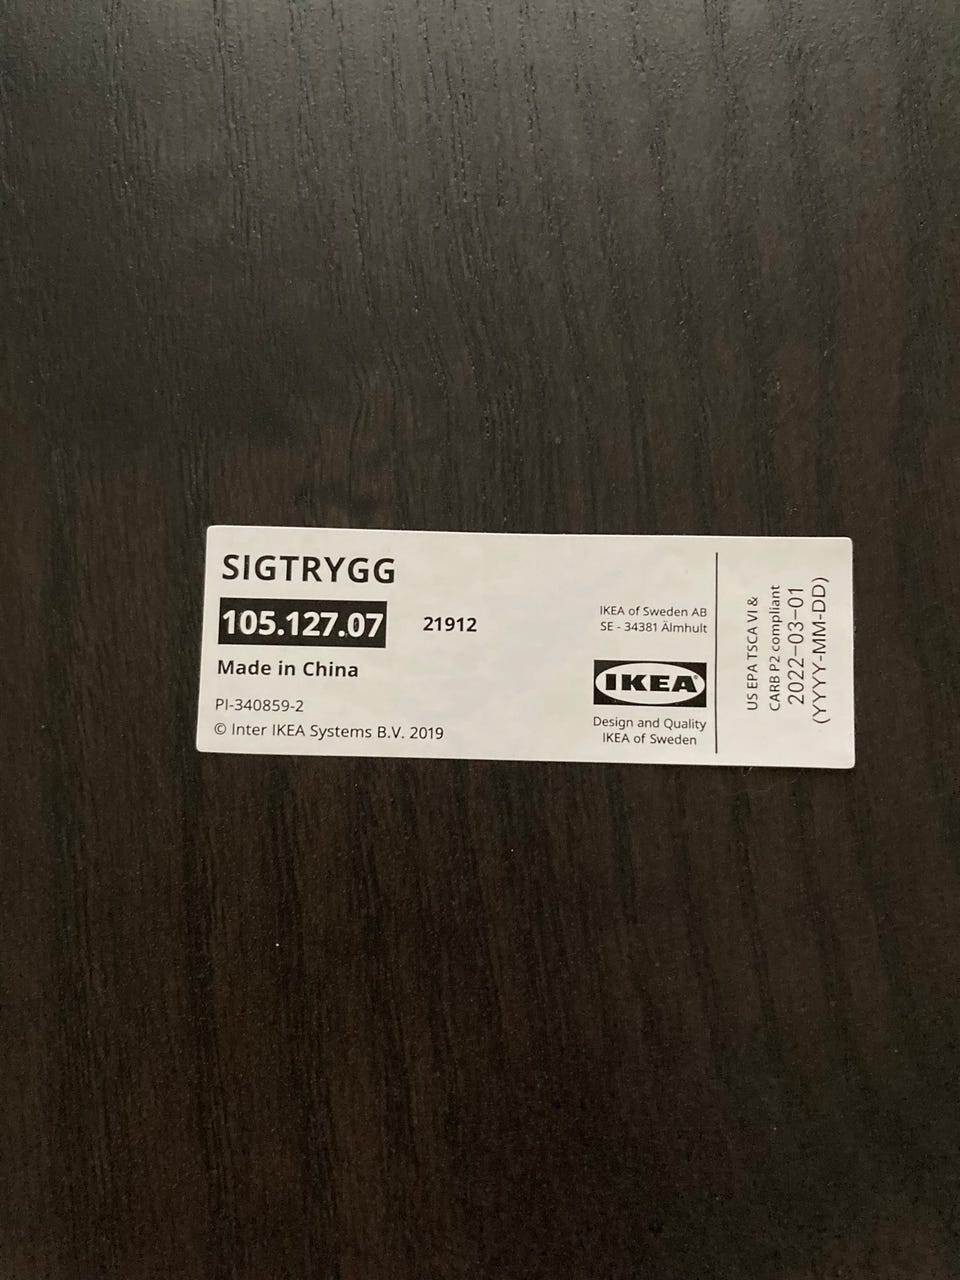 SIGTRYGG
105.127.07 21912
Made in China
PI-340859-2
© Inter IKEA Systems B.V. 2019
IKEA of Sweden AB
SE - 34381 Älmhult
IKEA®
Design and Quality
IKEA of Sweden
US EPA TSCA VI &
CARB P2 compliant
2022-03-01
(YYYY-MM-DD)